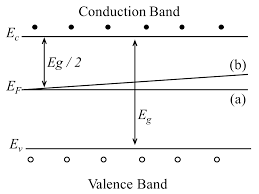 Conduction Band
Ec
Eg / 2
(b)
EF
(a)
Eg
Ev
Valence Band